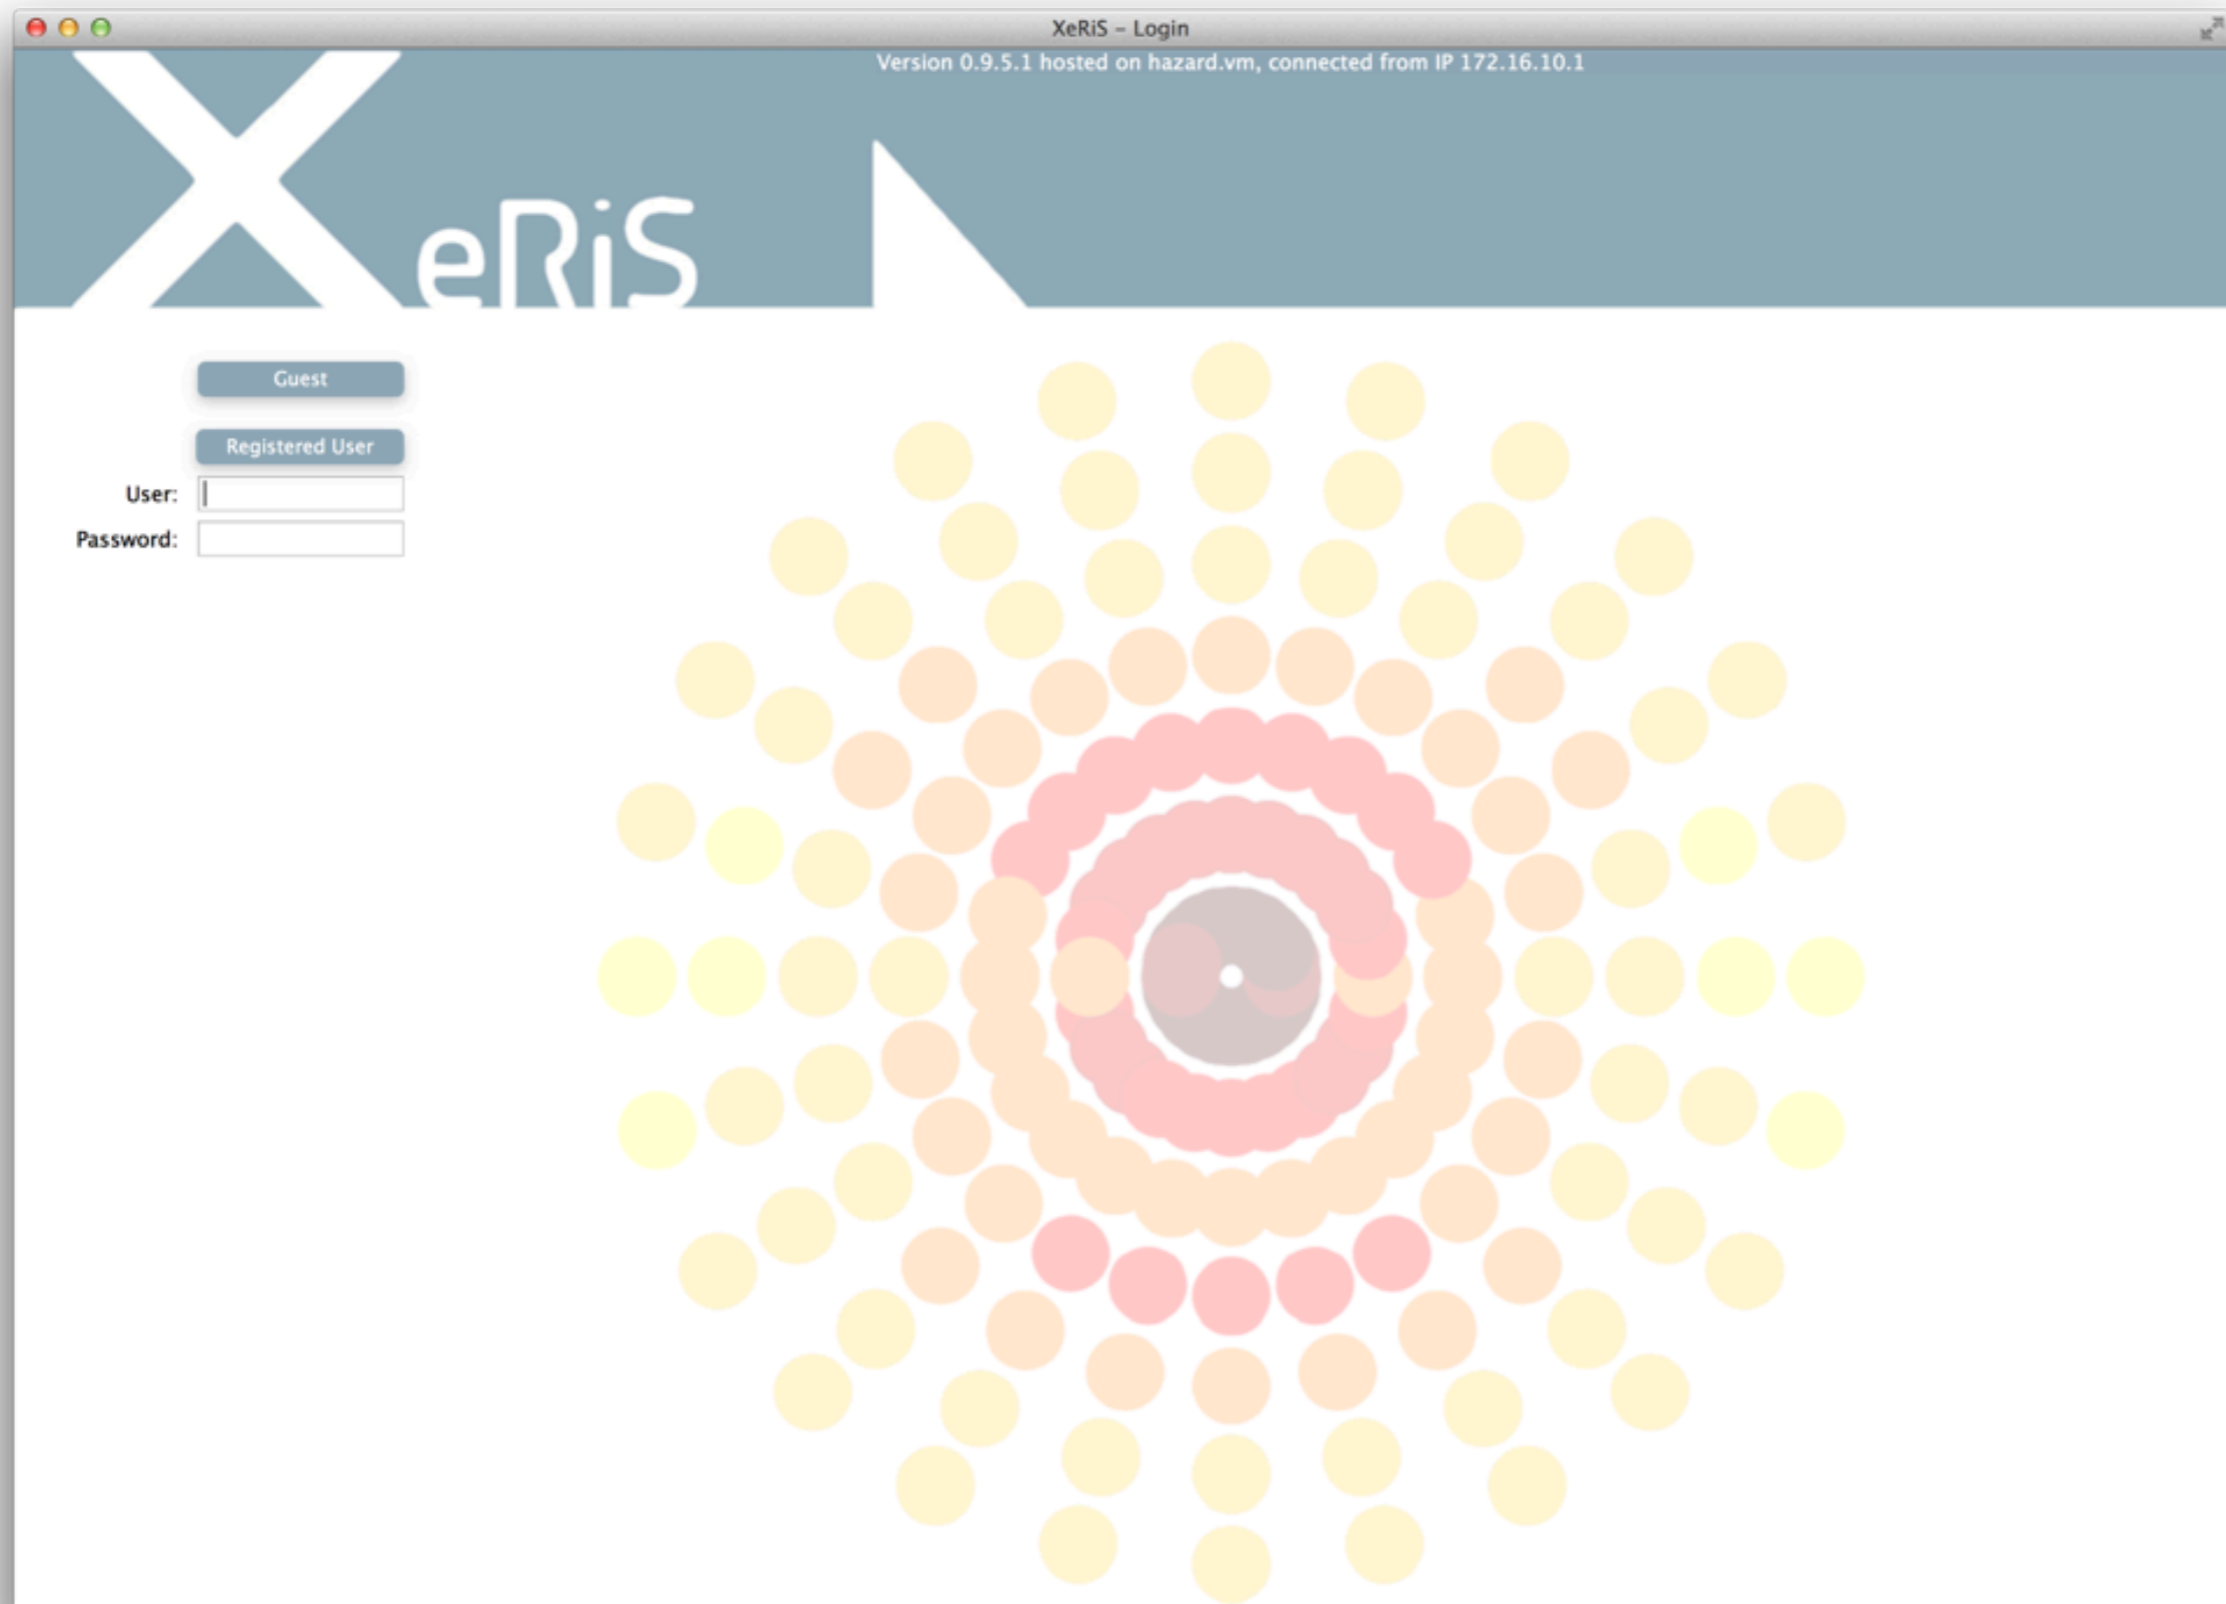 XeRiS – Login
Version 0.9.5.1 hosted on hazard.vm, connected from IP 172.16.10.1
XeRiS
Guest
Registered User
User:
Password: